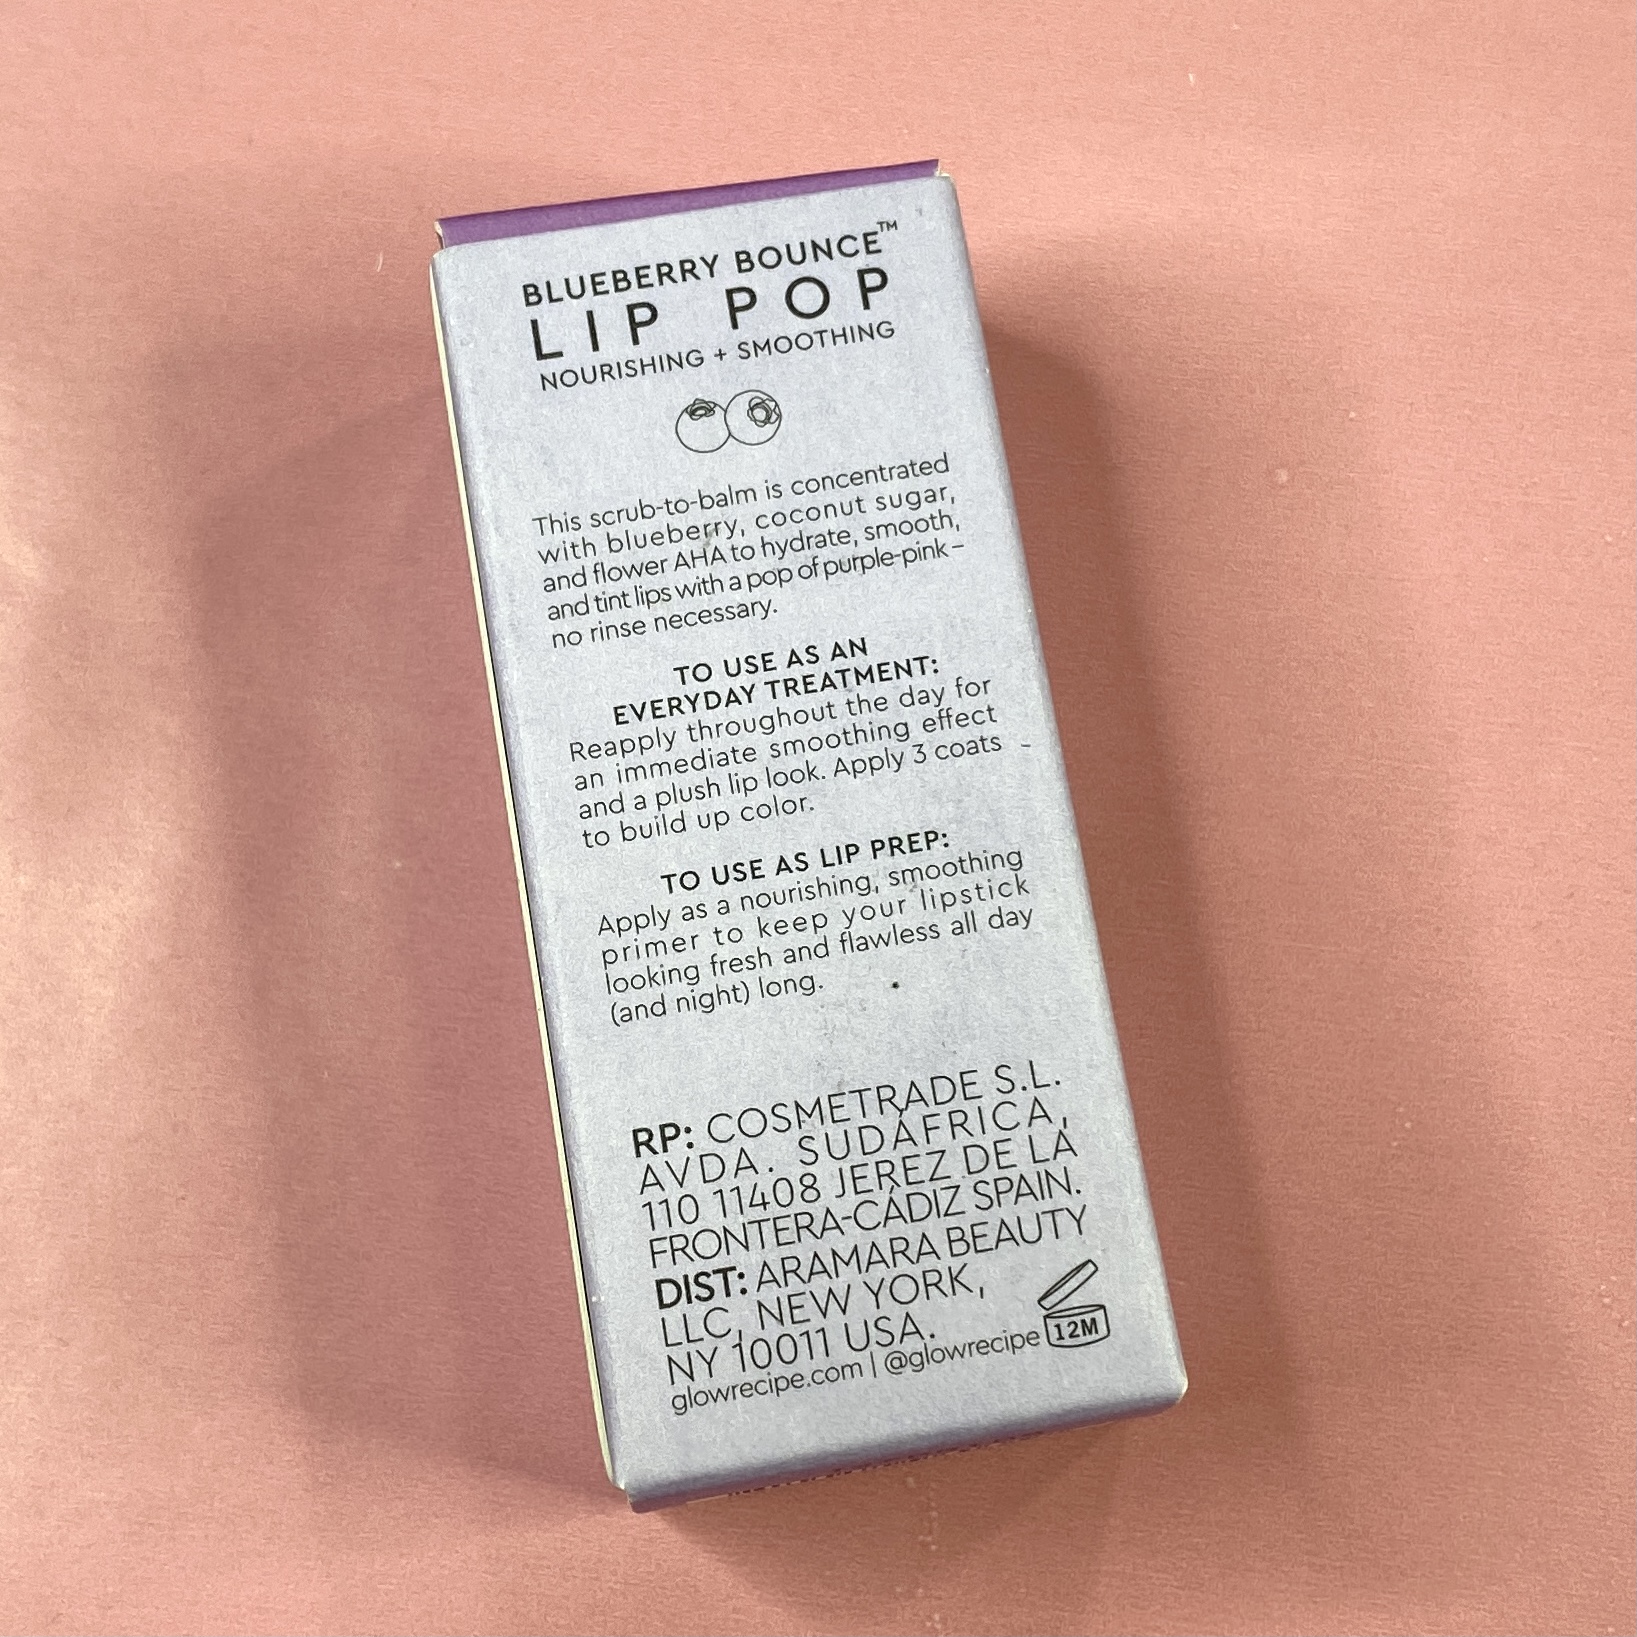 BLUEBERRY BOUNCE™
LIP POP
NOURISHING + SMOOTHING
This scrub-to-balm is concentrated
with blueberry, coconut sugar,
and flower AHA to hydrate, smooth,
and tint lips with a pop of purple-pink –
no rinse necessary.
TO USE AS AN
EVERYDAY TREATMENT:
Reapply throughout the day for
an immediate smoothing effect
and a plush lip look. Apply 3 coats
to build up color.
TO USE AS LIP PREP:
Apply as a nourishing, smoothing
primer to keep your lipstick
looking fresh and flawless all day
(and night) long.
RP: COSMETRADE S.L.
AVDA. SUDÁFRICA,
110 11408 JEREZ DE LA
FRONTERA-CÁDIZ SPAIN.
DIST: ARAMARA BEAUTY
LLC, NEW YORK,
NY 10011 USA.
glowrecipe.com | @glowrecipe
12M